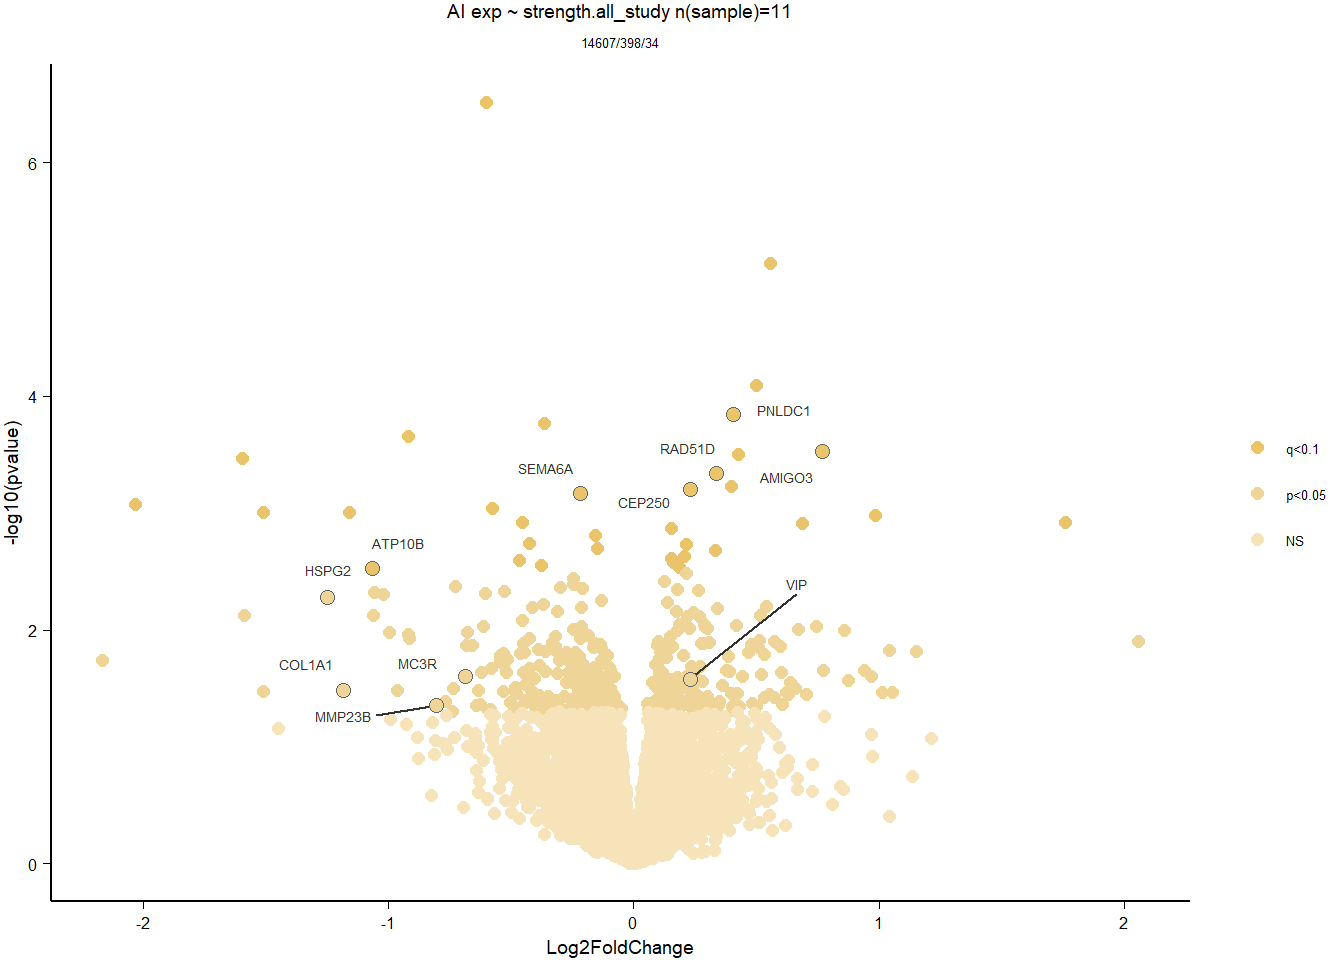 AI exp ~ strength.all_study n(sample)=11
14607/398/34
6
4
2
0
-log10(pvalue)
PNLDC1
RAD51D
SEMA6A
AMIGO3
CEP250
ATP10B
HSPG2
VIP
COL1A1
MC3R
MMP23B
q<0.1
p<0.05
NS
-2
-1
0
1
2
Log2FoldChange